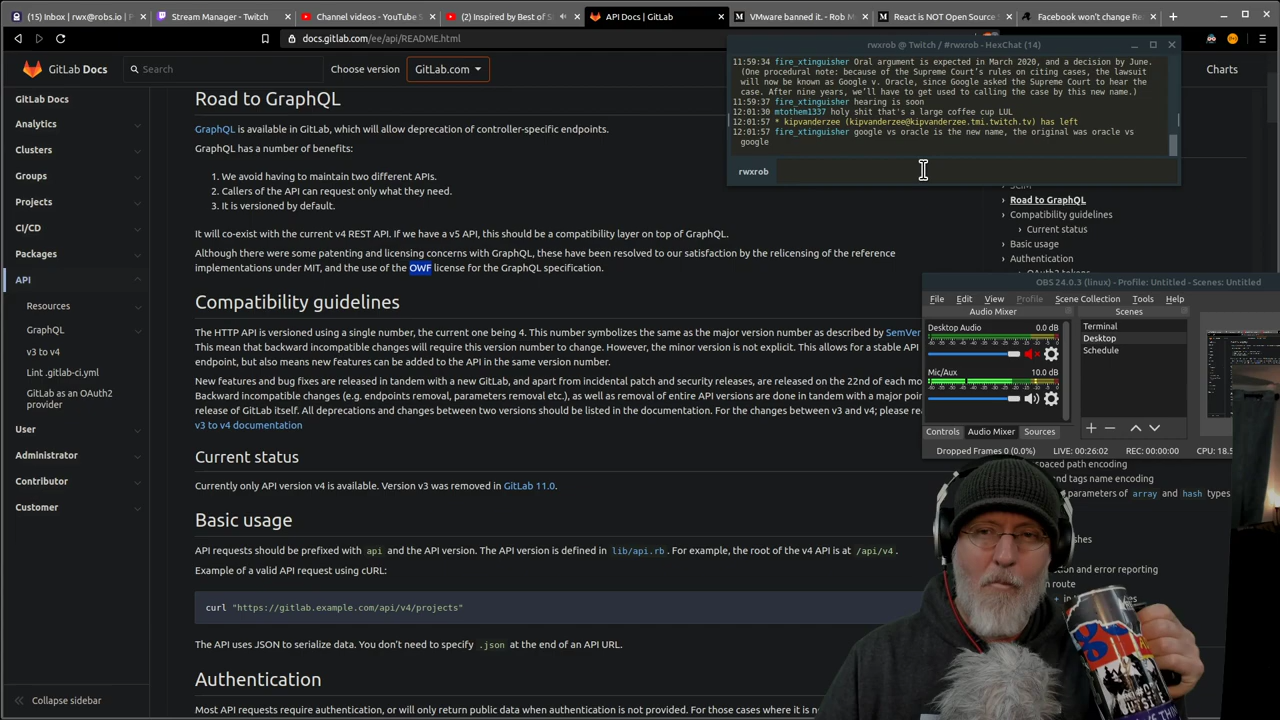 (15) Inbox | rwx@robs.io | P
Stream Manager - Twitch
Channel videos - YouTube S
(2) [Inspired by Best of S
API Docs | GitLab
VMware banned it. - Rob M
React is NOT Open Source
Facebook won't change Re
docs.gitlab.com/ee/api/README.html
GitLab Docs
Search
Choose version
GitLab.com
Charts
GitLab Docs
Analytics
Clusters
Groups
Projects
CI/CD
Packages
API
Resources
GraphQL
v3 to v4
Lint .gitlab-ci.yml
GitLab as an OAuth2
provider
User
Administrator
Contributor
Customer
Collapse sidebar
Road to GraphQL
GraphQL is available in GitLab, which will allow deprecation of controller-specific endpoints.
GraphQL has a number of benefits:
1. We avoid having to maintain two different APIs.
2. Callers of the API can request only what they need.
3. It is versioned by default.
It will co-exist with the current v4 REST API. If we have a v5 API, this should be a compatibility layer on top of GraphQL.
Although there were some patenting and licensing concerns with GraphQL, these have been resolved to our satisfaction by the relicensing of the reference
implementations under MIT, and the use of the OWF license for the GraphQL specification.
Compatibility guidelines
The HTTP API is versioned using a single number, the current one being 4. This number symbolizes the same as the major version number as described by SemVer
This mean that backward incompatible changes will require this version number to change. However, the minor version is not explicit. This allows for a stable API
endpoint, but also new features can be added to the API in the same version number.
New features and bug fixes are released in tandem with a new GitLab, and apart from incidental patch and security releases, are released on the 22nd of each mo
Backward incompatible changes (e.g. endpoints removal, parameters removal etc.), as well as removal of entire API versions are done in tandem with a major poin
release of GitLab itself. All deprecations and changes between two versions should be listed in the documentation. For the changes between v3 and v4; please rea
v3 to v4 documentation
Current status
Currently only API version v4 is available. Version v3 was removed in GitLab 11.0.
Basic usage
API requests should be prefixed with api and the API version. The API version is defined in lib/api.rb. For example, the root of the v4 API is at /api/v4.
Example of a valid API request using cURL:
curl "https://gitlab.example.com/api/v4/projects"
The API uses JSON to serialize data. You don't need to specify .json at the end of an API URL.
Authentication
Most API requests require authentication, or will only return public data when authentication is not provided. For those cases where it is n
rwxrob @ Twitch / #rwxrob - HexChat (14)
11:59:34 fire_xtinguisher Oral argument is expected in March 2020, and a decision by June.
(One procedural note: because of the Supreme Court's rules on citing cases, the lawsuit
will now be known as Google v. Oracle, since Google asked the Supreme Court to hear the
case. After nine years, we'll have to get used to calling the case by this new name.)
11:59:37 fire_xtinguisher hearing is soon
12:01:30 mtothem1337 holy shit that's a large coffee cup LUL
12:01:57 * kipvanderzee (kipvanderzee@kipvanderzee.tmi.twitch.tv) has left
12:01:57 fire_xtinguisher google vs oracle is the new name, the original was oracle vs
google
rwxrob
Road to GraphQL
Compatibility guidelines
Current status
Basic usage
Authentication
OBS 24.0.3 (linux) - Profile: Untitled - Scenes: Untitled
File Edit View Profile Scene Collection Tools Help
Audio Mixer
Desktop Audio 0.0 dB
Mic/Aux 10.0 dB
Controls Audio Mixer Sources
Scenes
Terminal
Desktop
Schedule
Dropped Frames 0 (0.0%) LIVE: 00:26:02 REC: 00:00:00 CPU: 18.5
spaced path encoding
and tags name encoding
parameters of array and hash types
ion and error reporting
route